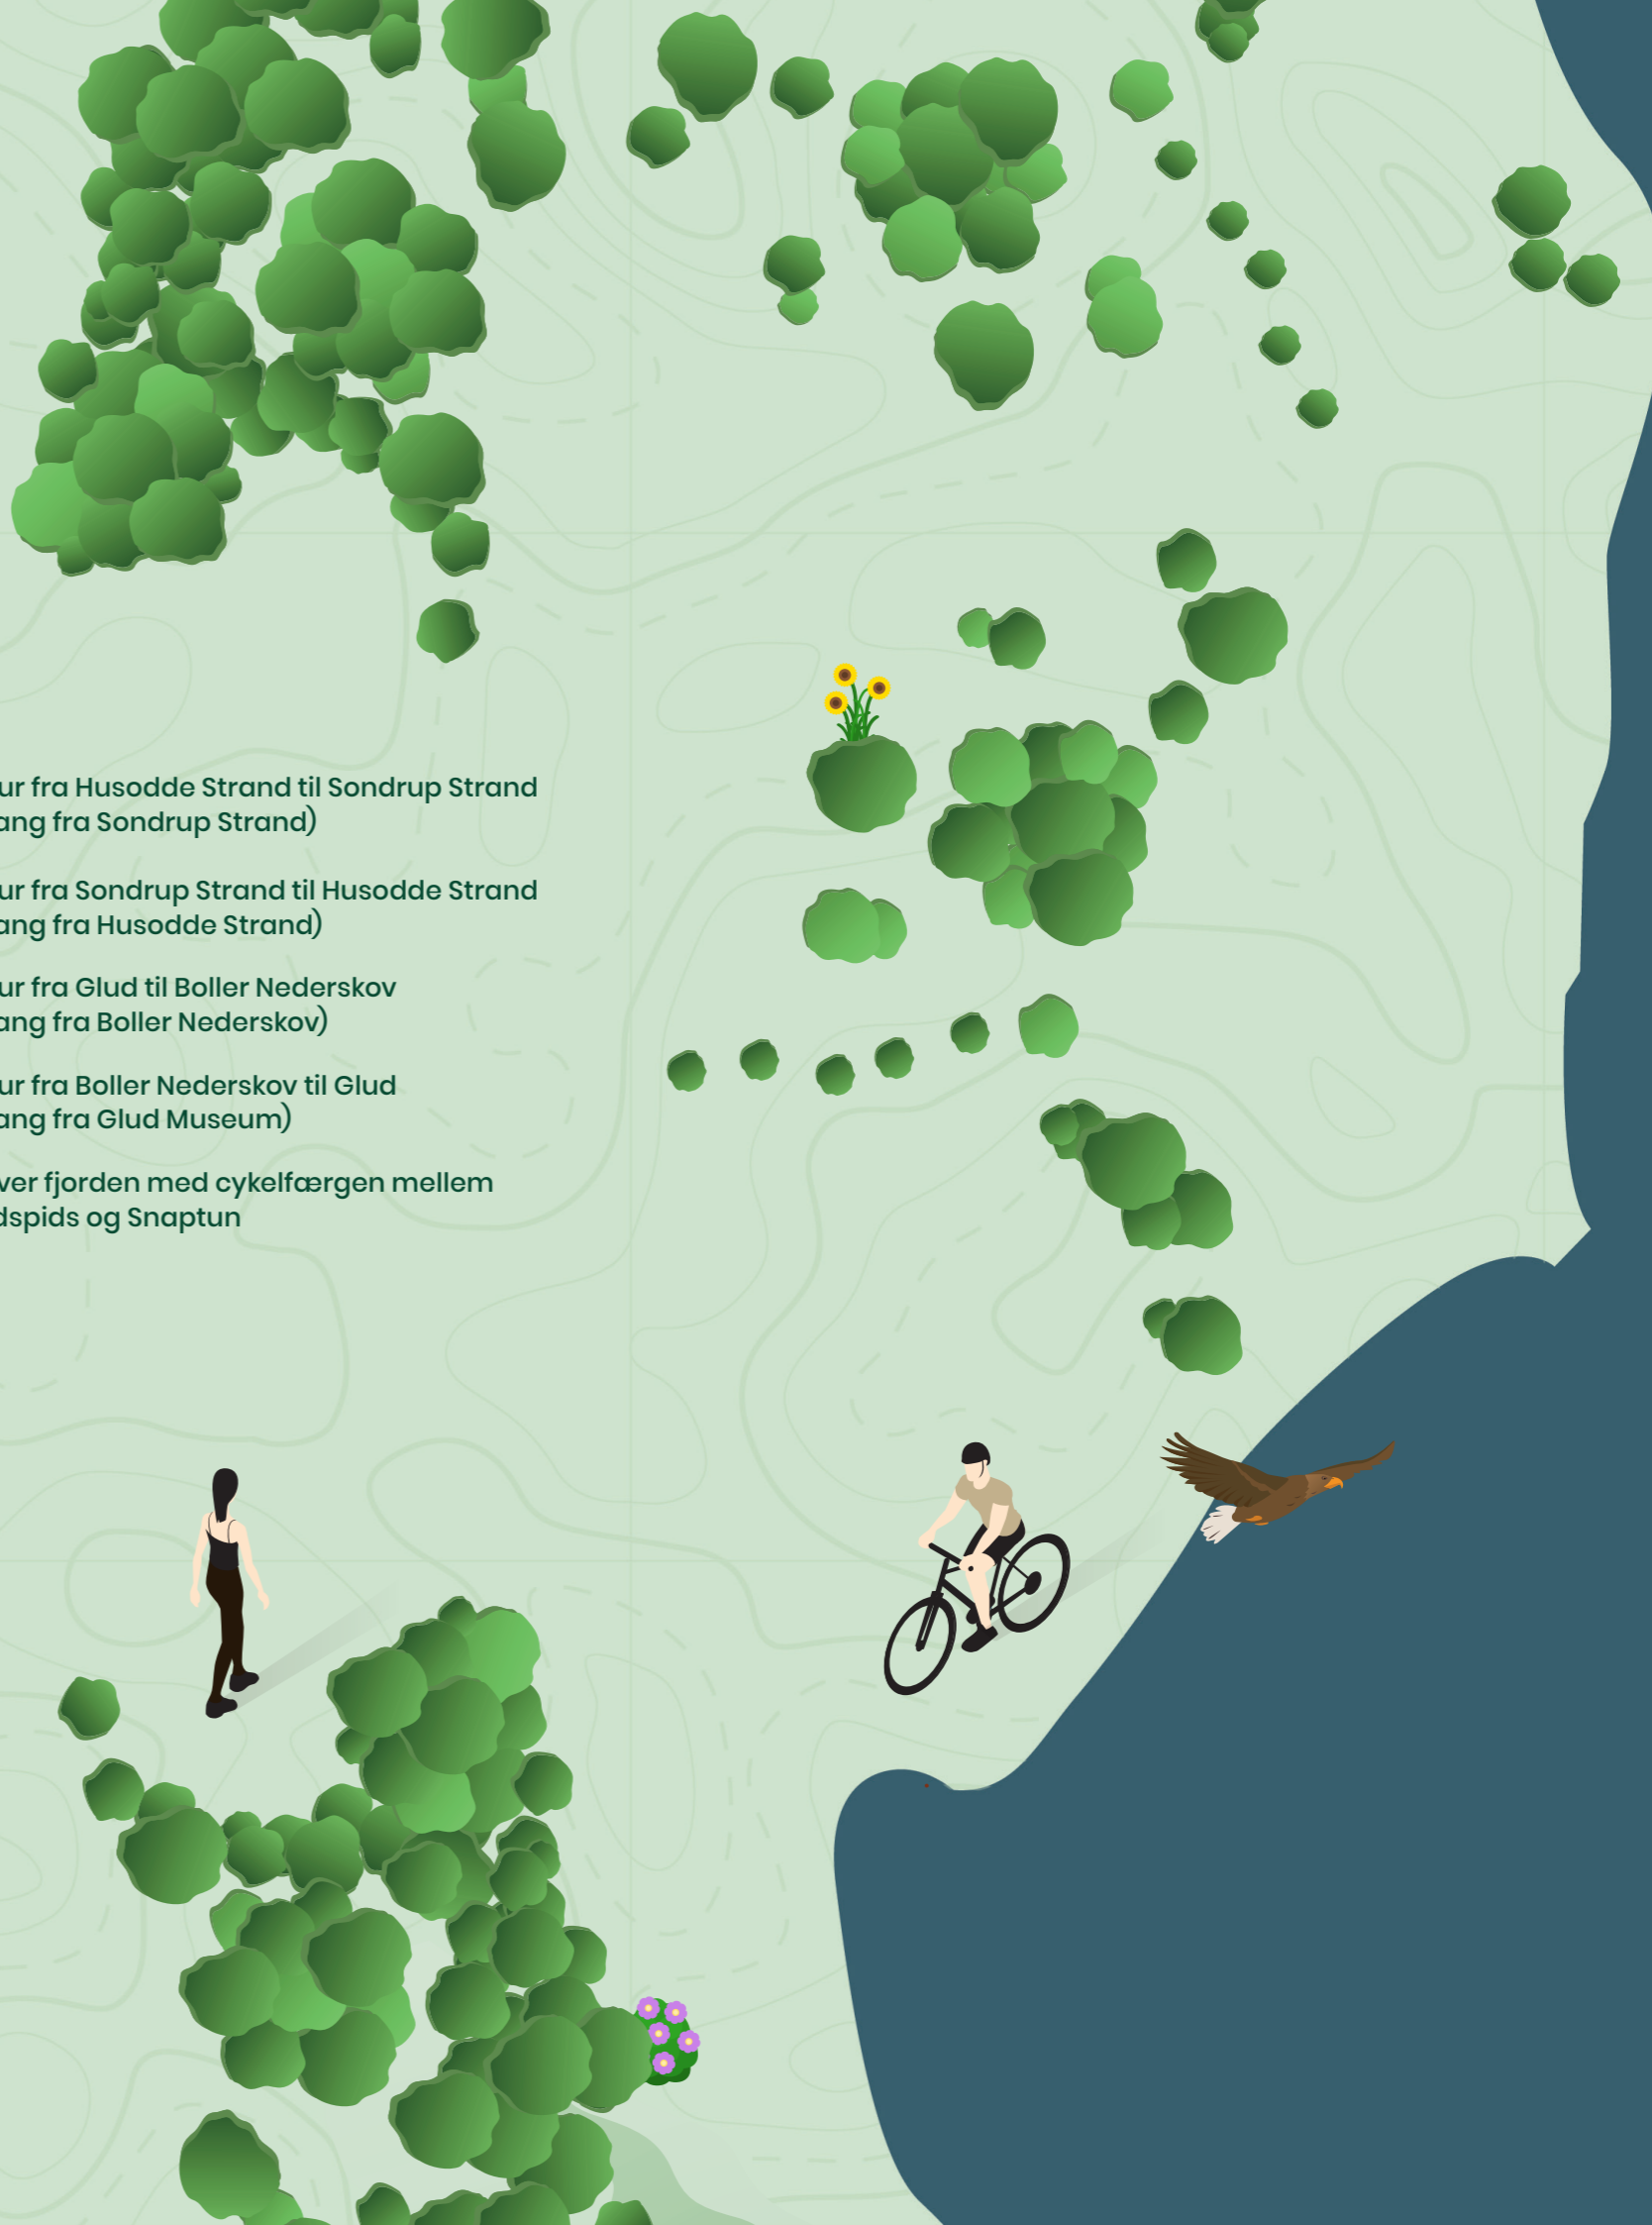 ur fra Husodde Strand til Sondrup Strand
ang fra Sondrup Strand)
ur fra Sondrup Strand til Husodde Strand
ang fra Husodde Strand)
ur fra Glud til Boller Nederskov
ang fra Boller Nederskov)
ur fra Boller Nederskov til Glud
ang fra Glud Museum)
ver fjorden med cykelfærgen mellem
dspids og Snaptun